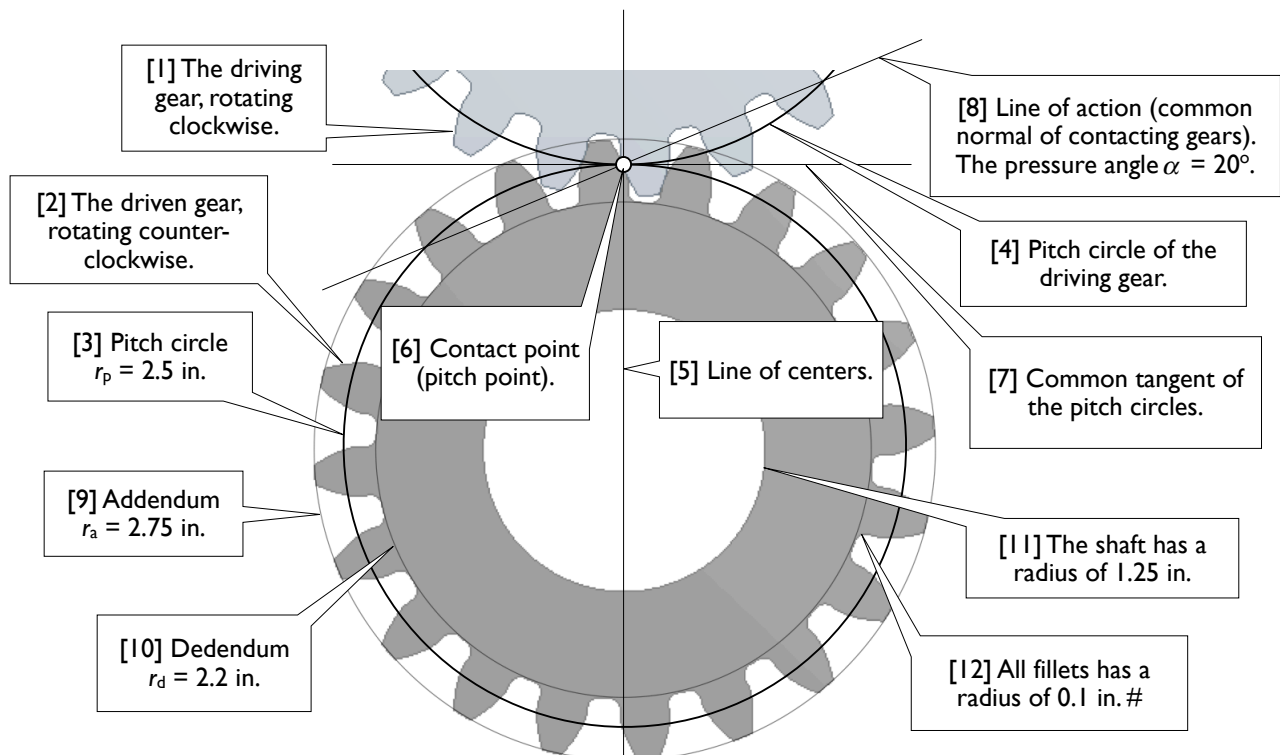 [1] The driving
gear, rotating
clockwise.
[2] The driven gear,
rotating counter-
clockwise.
[3] Pitch circle
rp = 2.5 in.
[9] Addendum
ra = 2.75 in.
[10] Dedendum
rd = 2.2 in.
[6] Contact point
(pitch point).
[5] Line of centers.
[8] Line of action (common
normal of contacting gears).
The pressure angle α = 20°.
[4] Pitch circle of the
driving gear.
[7] Common tangent of
the pitch circles.
[11] The shaft has a
radius of 1.25 in.
[12] All fillets has a
radius of 0.1 in. #